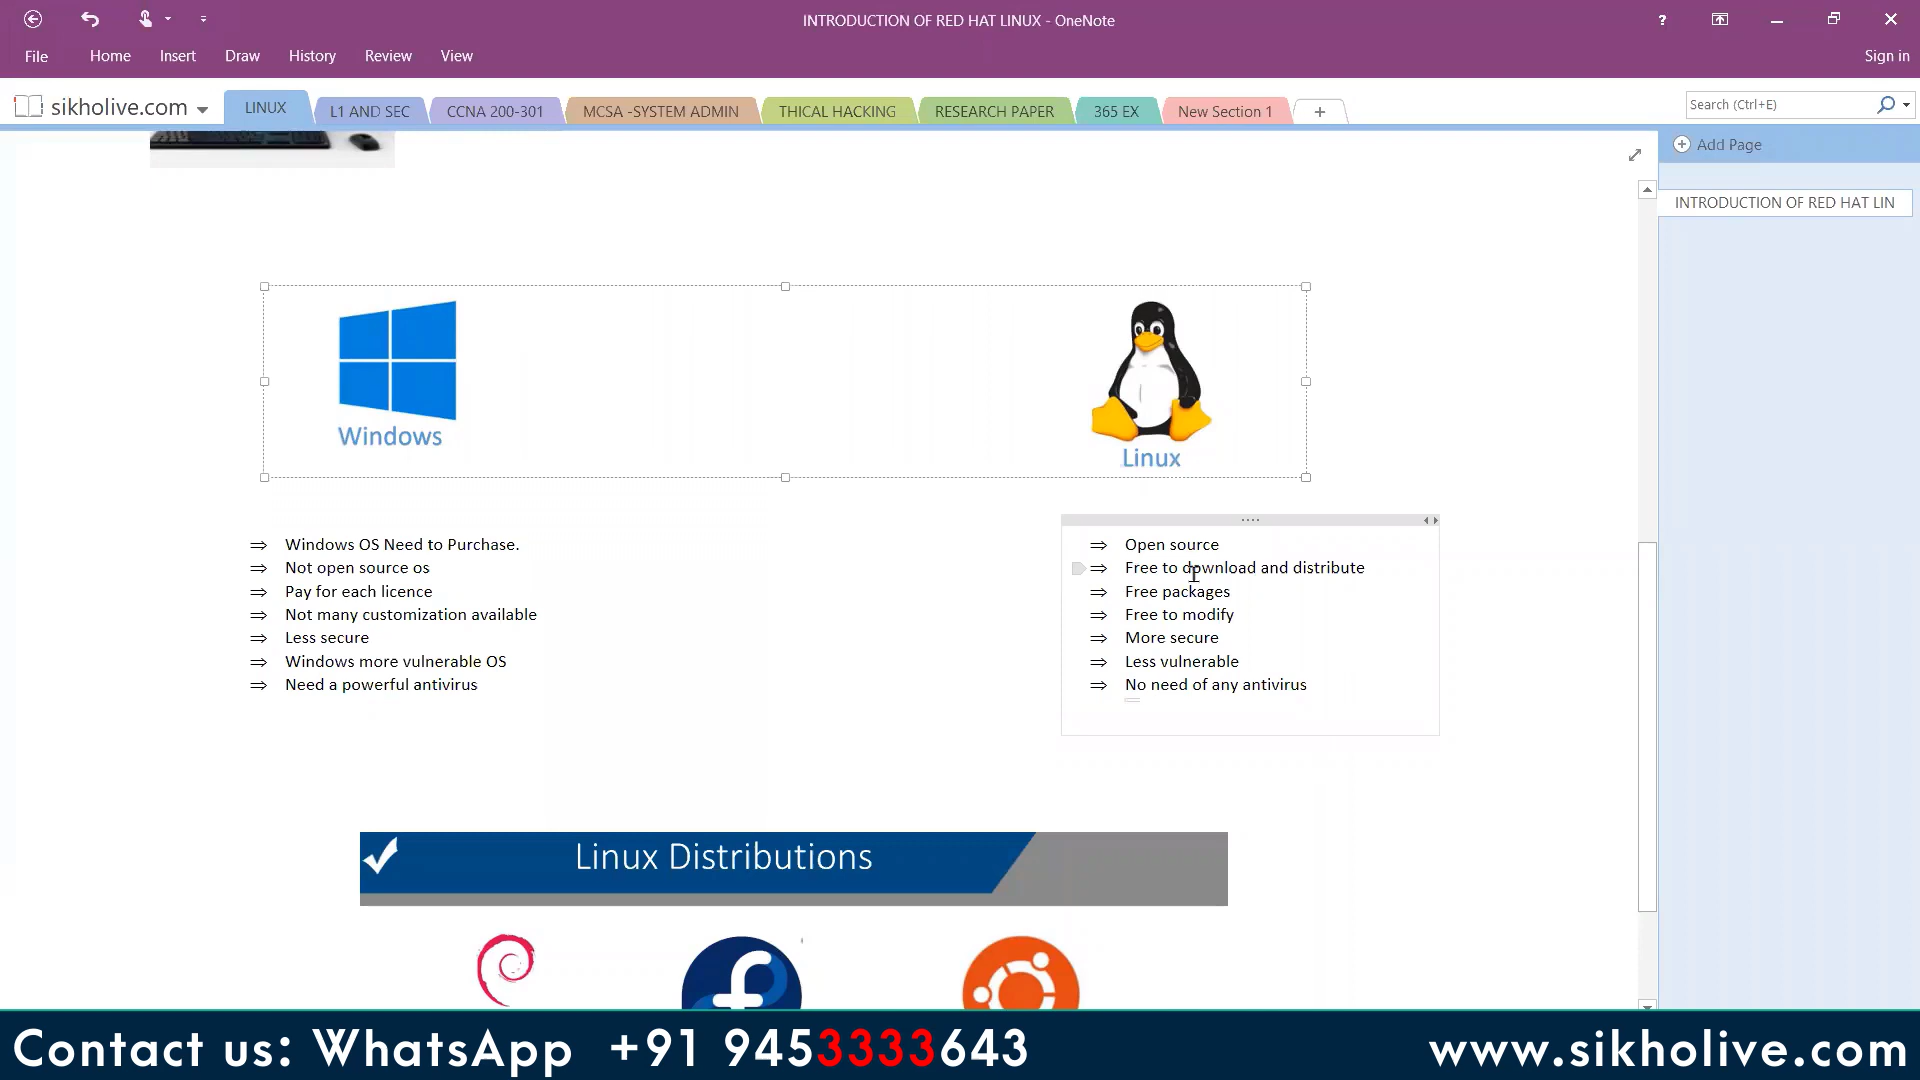 INTRODUCTION OF RED HAT LINUX - OneNote
?
File Home Insert Draw History Review View
Sign in
sikholive.com
LINUX L1 AND SEC CCNA 200-301 MCSA -SYSTEM ADMIN THICAL HACKING RESEARCH PAPER 365 EX New Section 1 +
Search (Ctrl+E)
Add Page
INTRODUCTION OF RED HAT LIN
Windows
Linux
⇒ Windows OS Need to Purchase.
⇒ Not open source os
⇒ Pay for each licence
⇒ Not many customization available
⇒ Less secure
⇒ Windows more vulnerable OS
⇒ Need a powerful antivirus
⇒ Open source
⇒ Free to download and distribute
⇒ Free packages
⇒ Free to modify
⇒ More secure
⇒ Less vulnerable
⇒ No need of any antivirus
Linux Distributions
Contact us: WhatsApp +91 9453333643
www.sikholive.com